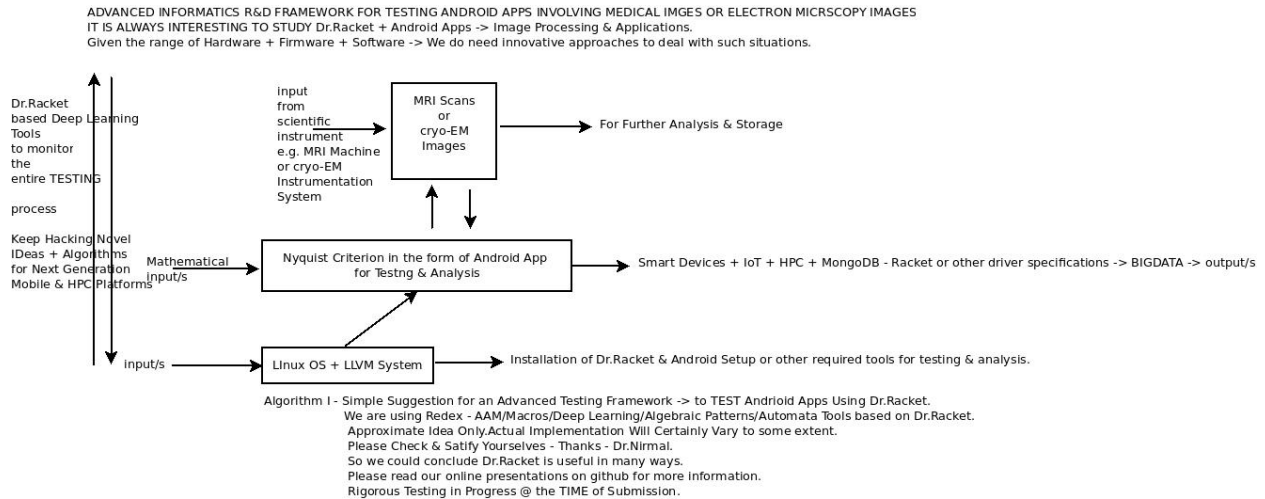 ADVANCED INFORMATICS R&D FRAMEWORK FOR TESTING ANDROID APPS INVOLVING MEDICAL IMGES OR ELECTRON MICRSCOPY IMAGES
IT IS ALWAYS INTERESTING TO STUDY Dr.Racket + Android Apps -> Image Processing & Applications.
Given the range of Hardware + Firmware + Software -> We do need innovative approaches to deal with such situations.
Dr.Racket
based Deep Learning
Tools
to monitor
the
entire TESTING
process
Keep Hacking Novel
IDeas + Algorithms
for Next Generation
Mobile & HPC Platforms
input
from
scientific
instrument
e.g. MRI Machine
or cryo-EM
Instrumentation
System
MRI Scans
or
cryo-EM
Images
For Further Analysis & Storage
Mathematical
input/s
Nyquist Criterion in the form of Android App
for Testng & Analysis
Smart Devices + IoT + HPC + MongoDB - Racket or other driver specifications -> BIGDATA -> output/s
input/s
LInux OS + LLVM System
Installation of Dr.Racket & Android Setup or other required tools for testing & analysis.
Algorithm I - Simple Suggestion for an Advanced Testing Framework -> to TEST Andrioid Apps Using Dr.Racket.
We are using Redex - AAM/Macros/Deep Learning/Algebraic Patterns/Automata Tools based on Dr.Racket.
Approximate Idea Only.Actual Implementation Will Certainly Vary to some extent.
Please Check & Satify Yourselves - Thanks - Dr.Nirmal.
So we could conclude Dr.Racket is useful in many ways.
Please read our online presentations on github for more information.
Rigorous Testing in Progress @ the TIME of Submission.